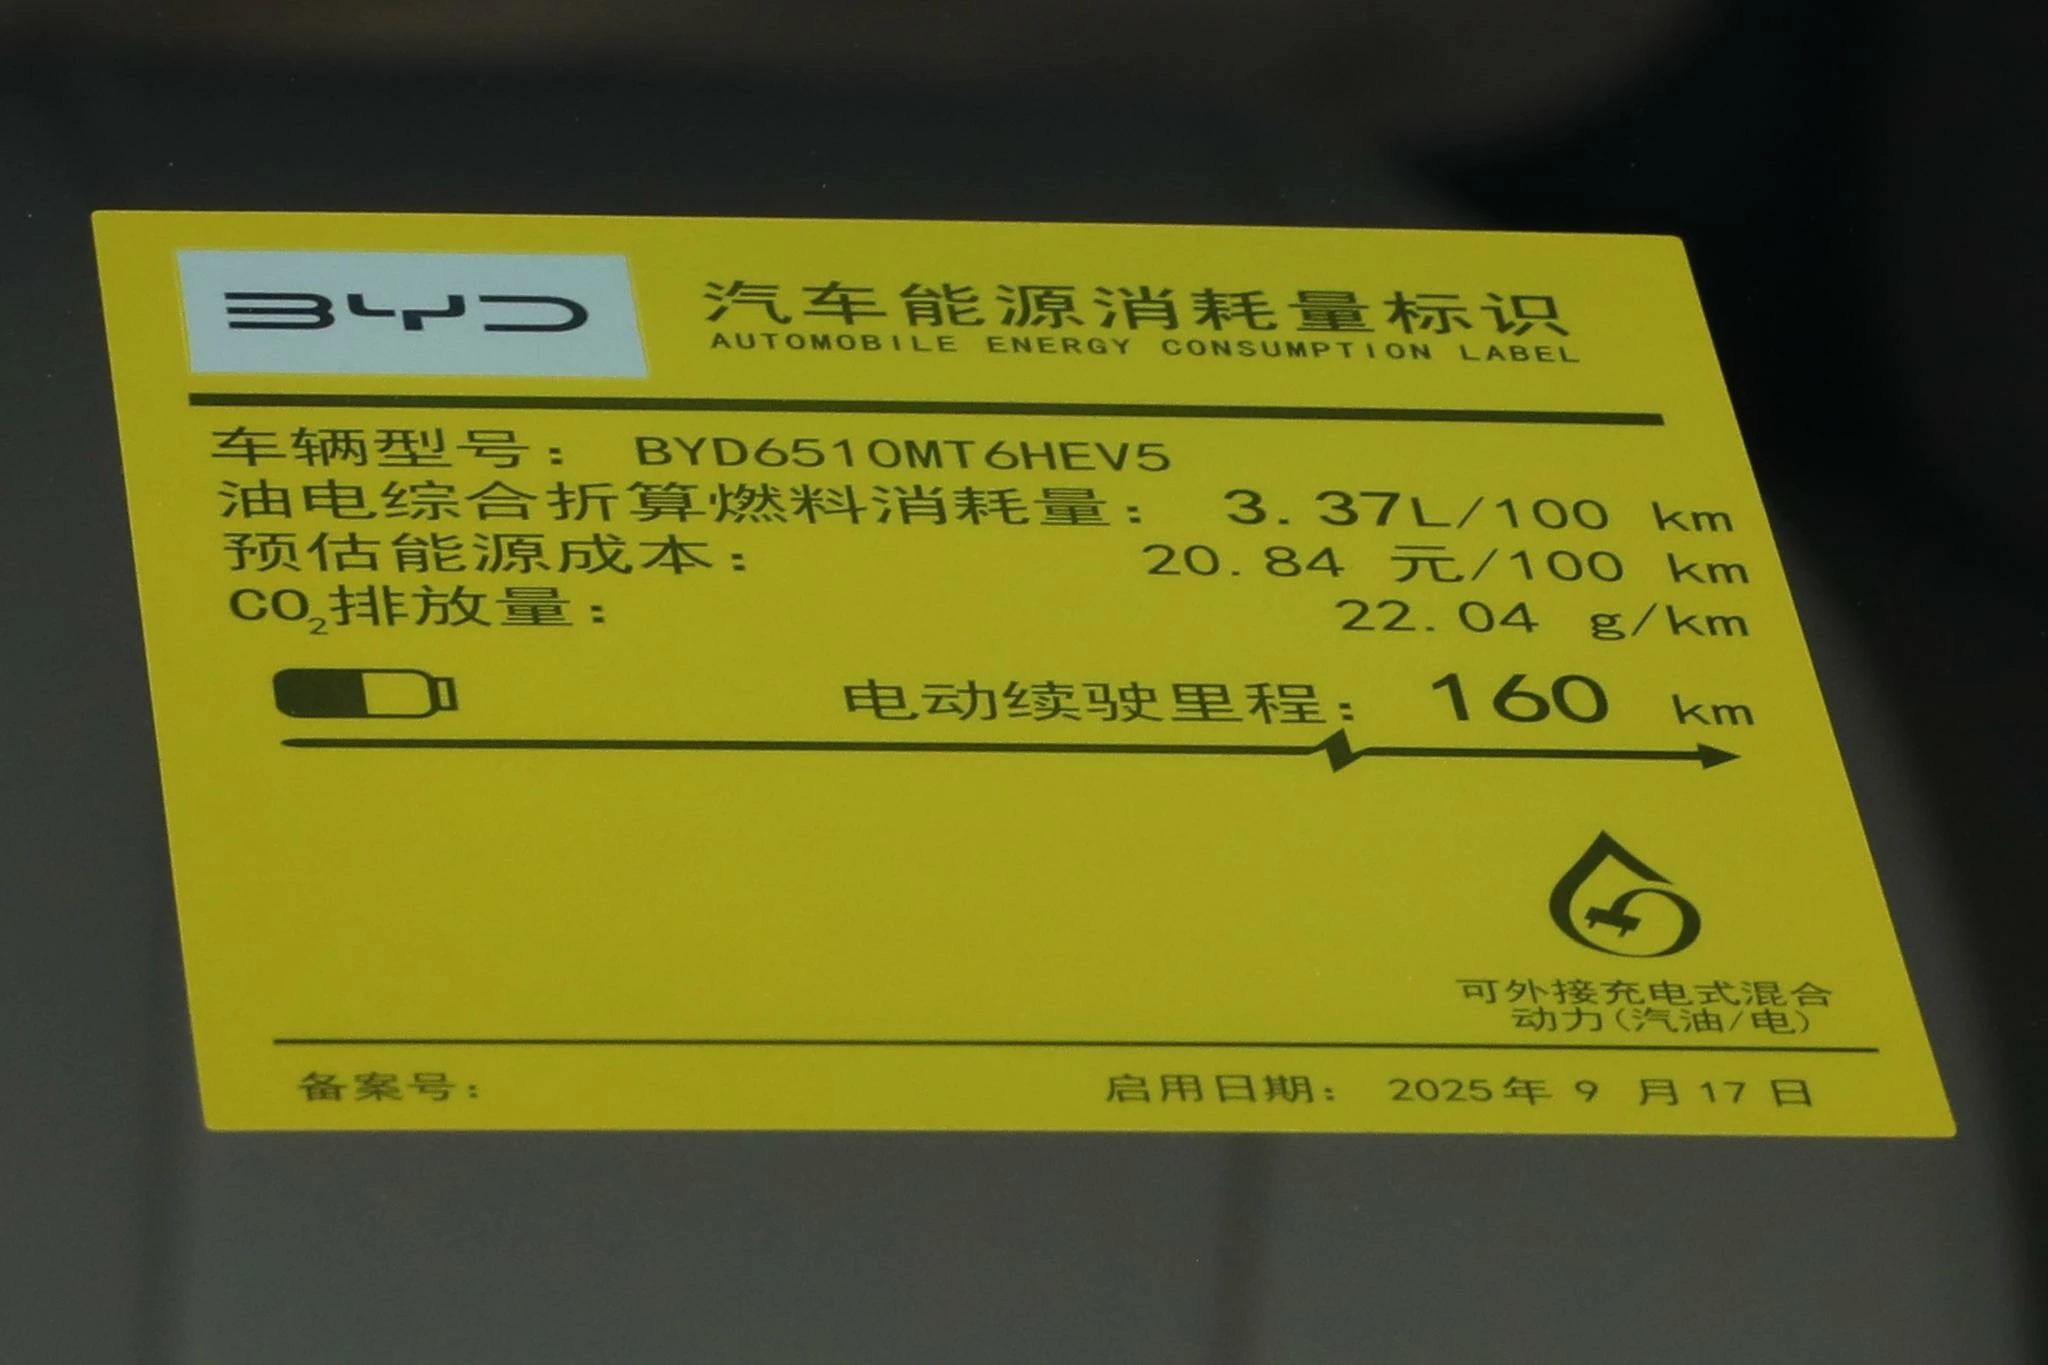 BYD
汽车能源消耗量标识
AUTOMOBILE ENERGY CONSUMPTION LABEL
车辆型号: BYD6510MT6HEV5
油电综合折算燃料消耗量: 3.37L/100 km
预估能源成本: 20.84 元/100 km
CO₂排放量: 22.04 g/km
电动续驶里程: 160 km
可外接充电式混合
动力(汽油/电)
备案号: 启用日期: 2025年 9 月17 日